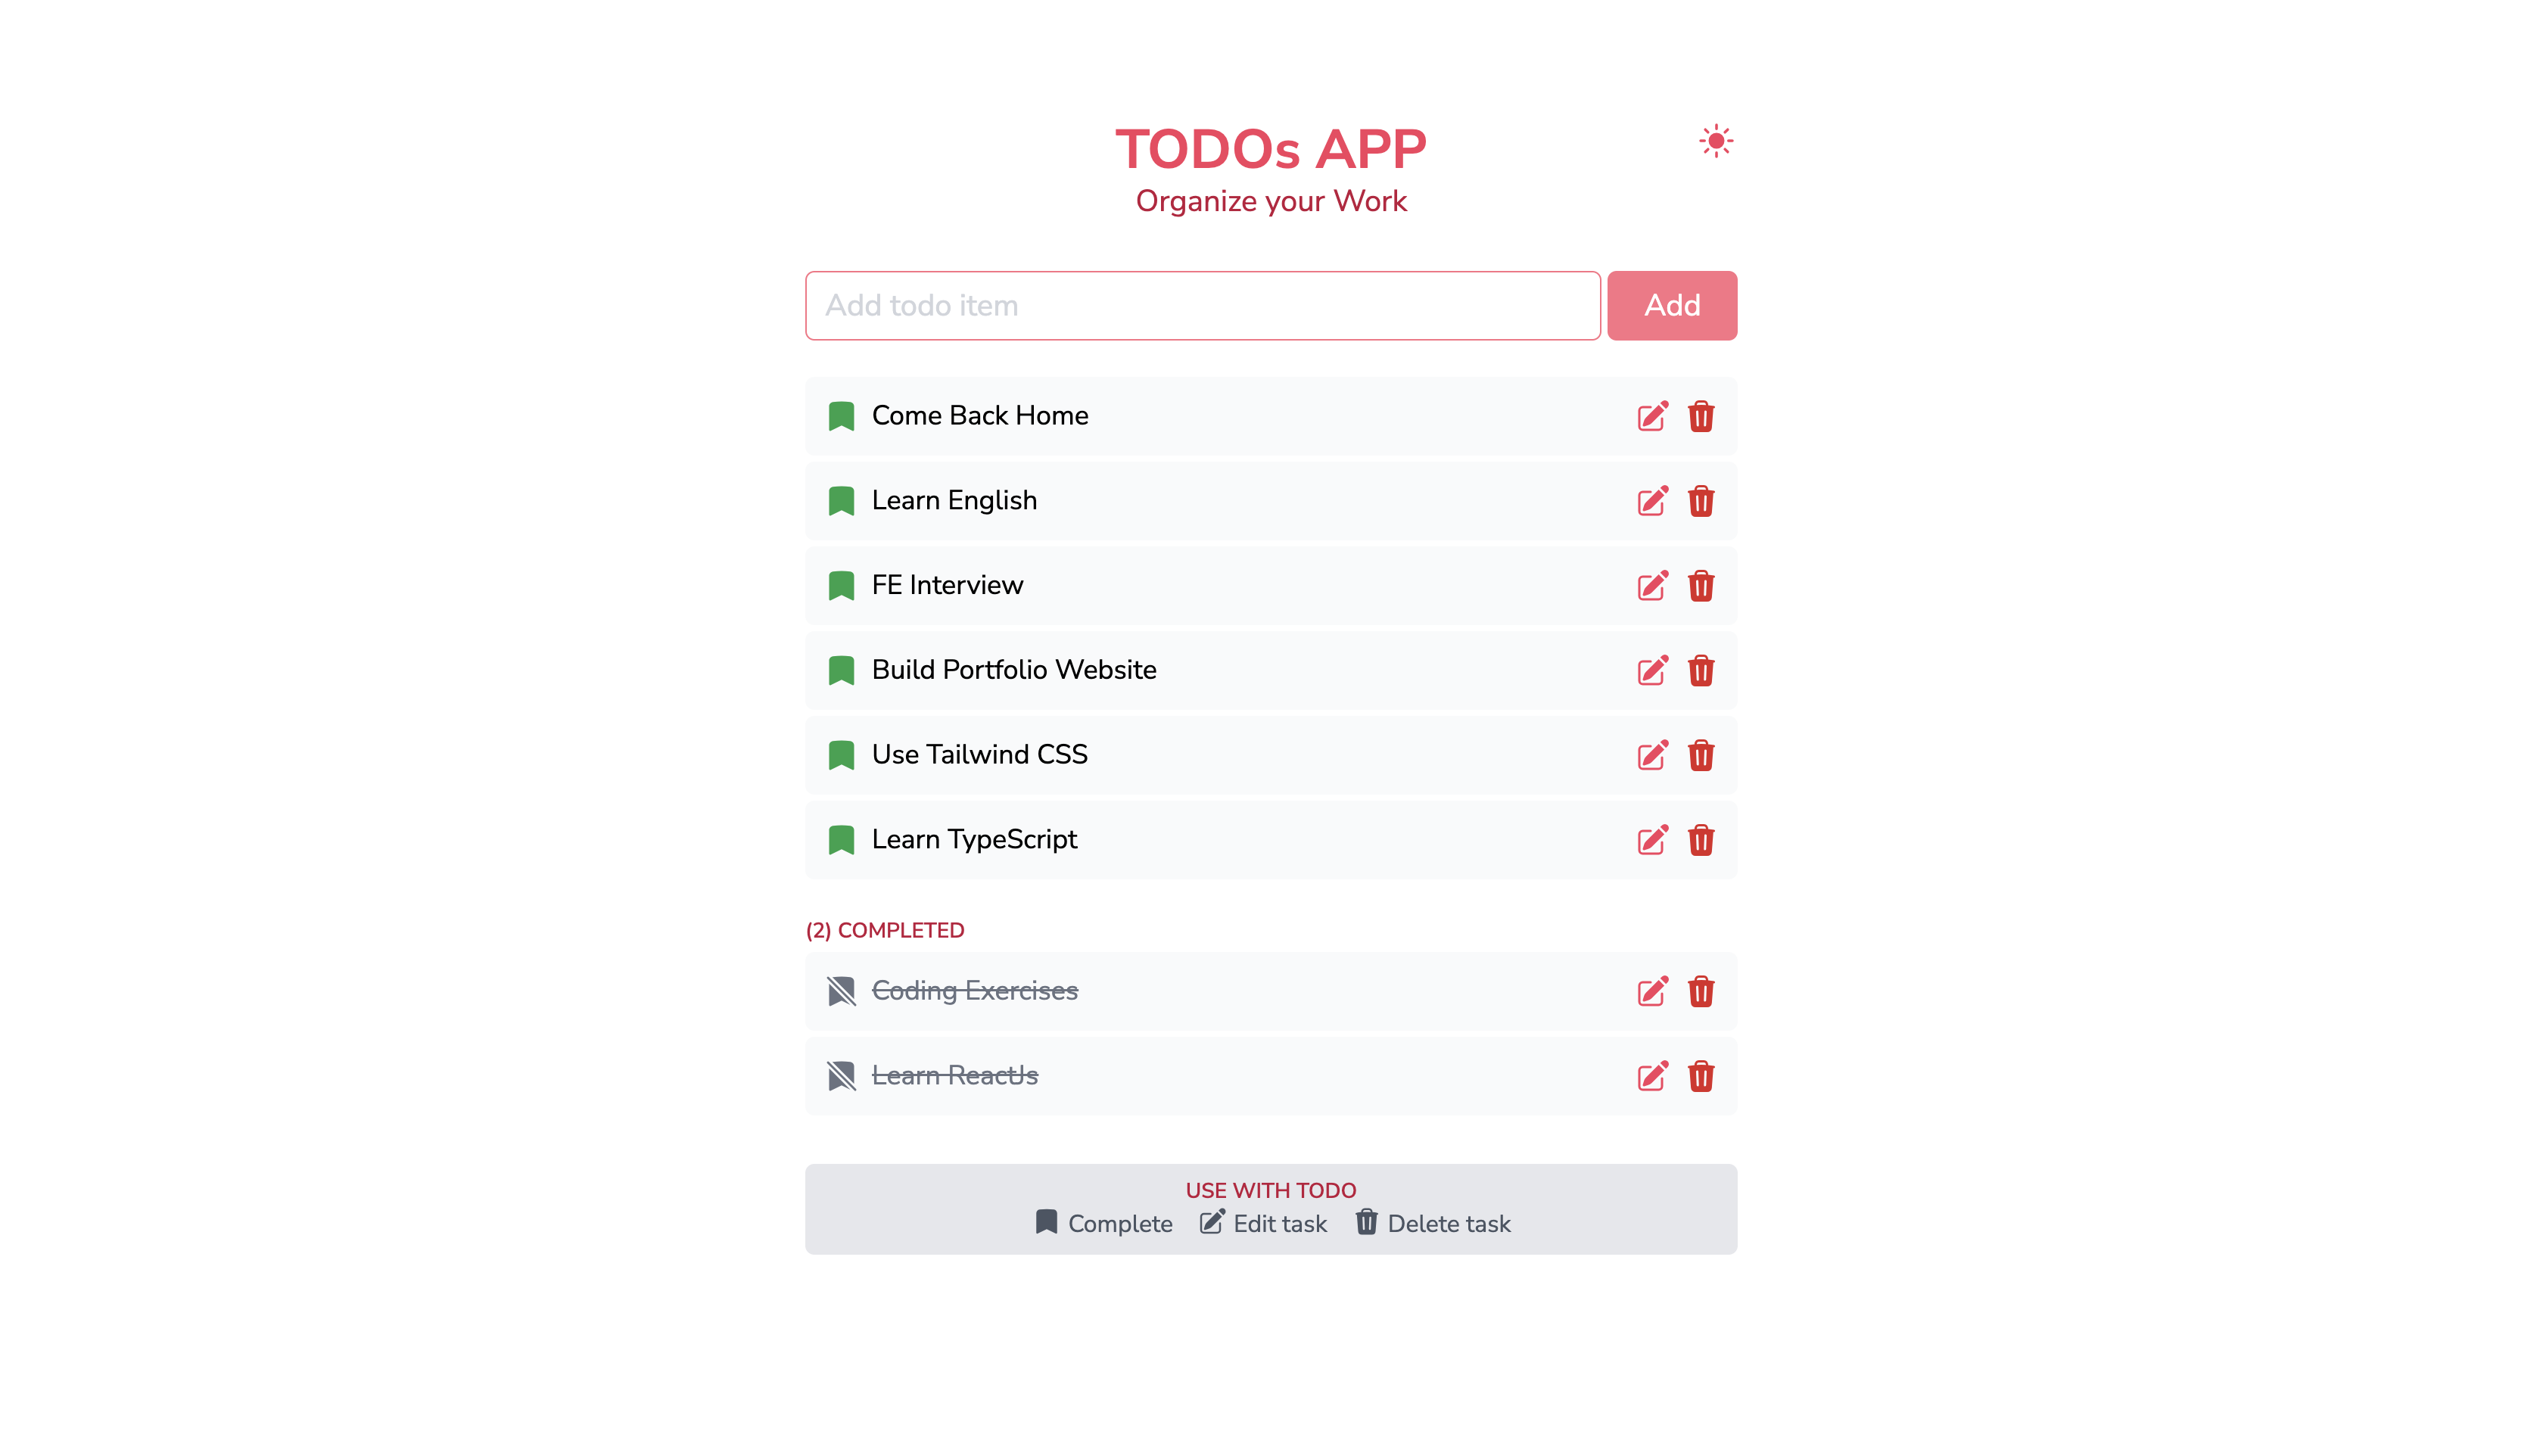 TODOs APP
Organize your Work
Add todo item
Add
Come Back Home
Learn English
FE Interview
Build Portfolio Website
Use Tailwind CSS
Learn TypeScript
(2) COMPLETED
Coding Exercises
Learn ReactJs
USE WITH TODO
Complete Edit task Delete task